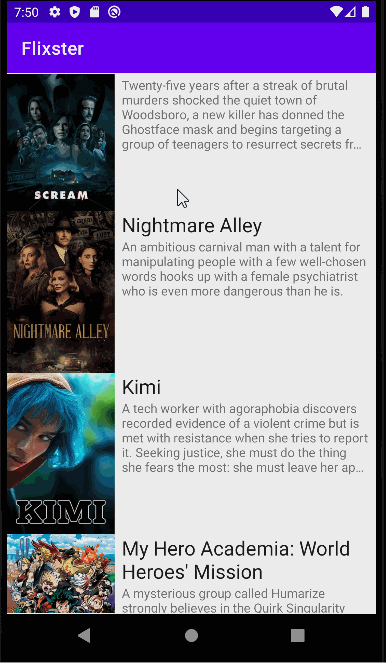 7:50
Flixster
Twenty-five years after a streak of brutal
murders shocked the quiet town of
Woodsboro, a new killer has donned the
Ghostface mask and begins targeting a
group of teenagers to resurrect secrets fr...
SCREAM
Nightmare Alley
An ambitious carnival man with a talent for
manipulating people with a few well-chosen
words hooks up with a female psychiatrist
who is even more dangerous than he is.
NIGHTMARE ALLEY
Kimi
A tech worker with agoraphobia discovers
recorded evidence of a violent crime but is
met with resistance when she tries to report
it. Seeking justice, she must do the thing
she fears the most: she must leave her ap...
KIMI
My Hero Academia: World
Heroes' Mission
A mysterious group called Humarize
strongly believes in the Quirk Singularity